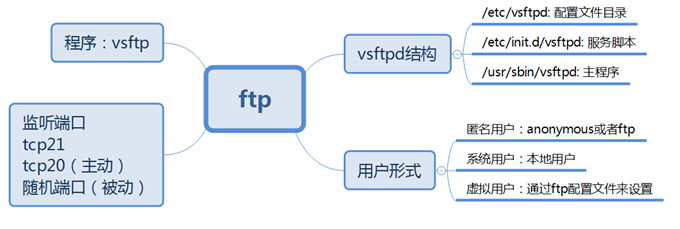 程序：vsftp
监听端口
tcp21
tcp20（主动）
随机端口（被动）
ftp
vsftpd结构
/etc/vsftpd: 配置文件目录
/etc/init.d/vsftpd: 服务脚本
/usr/sbin/vsftpd: 主程序
用户形式
匿名用户：anonymous或者ftp
系统用户：本地用户
虚拟用户：通过ftp配置文件来设置